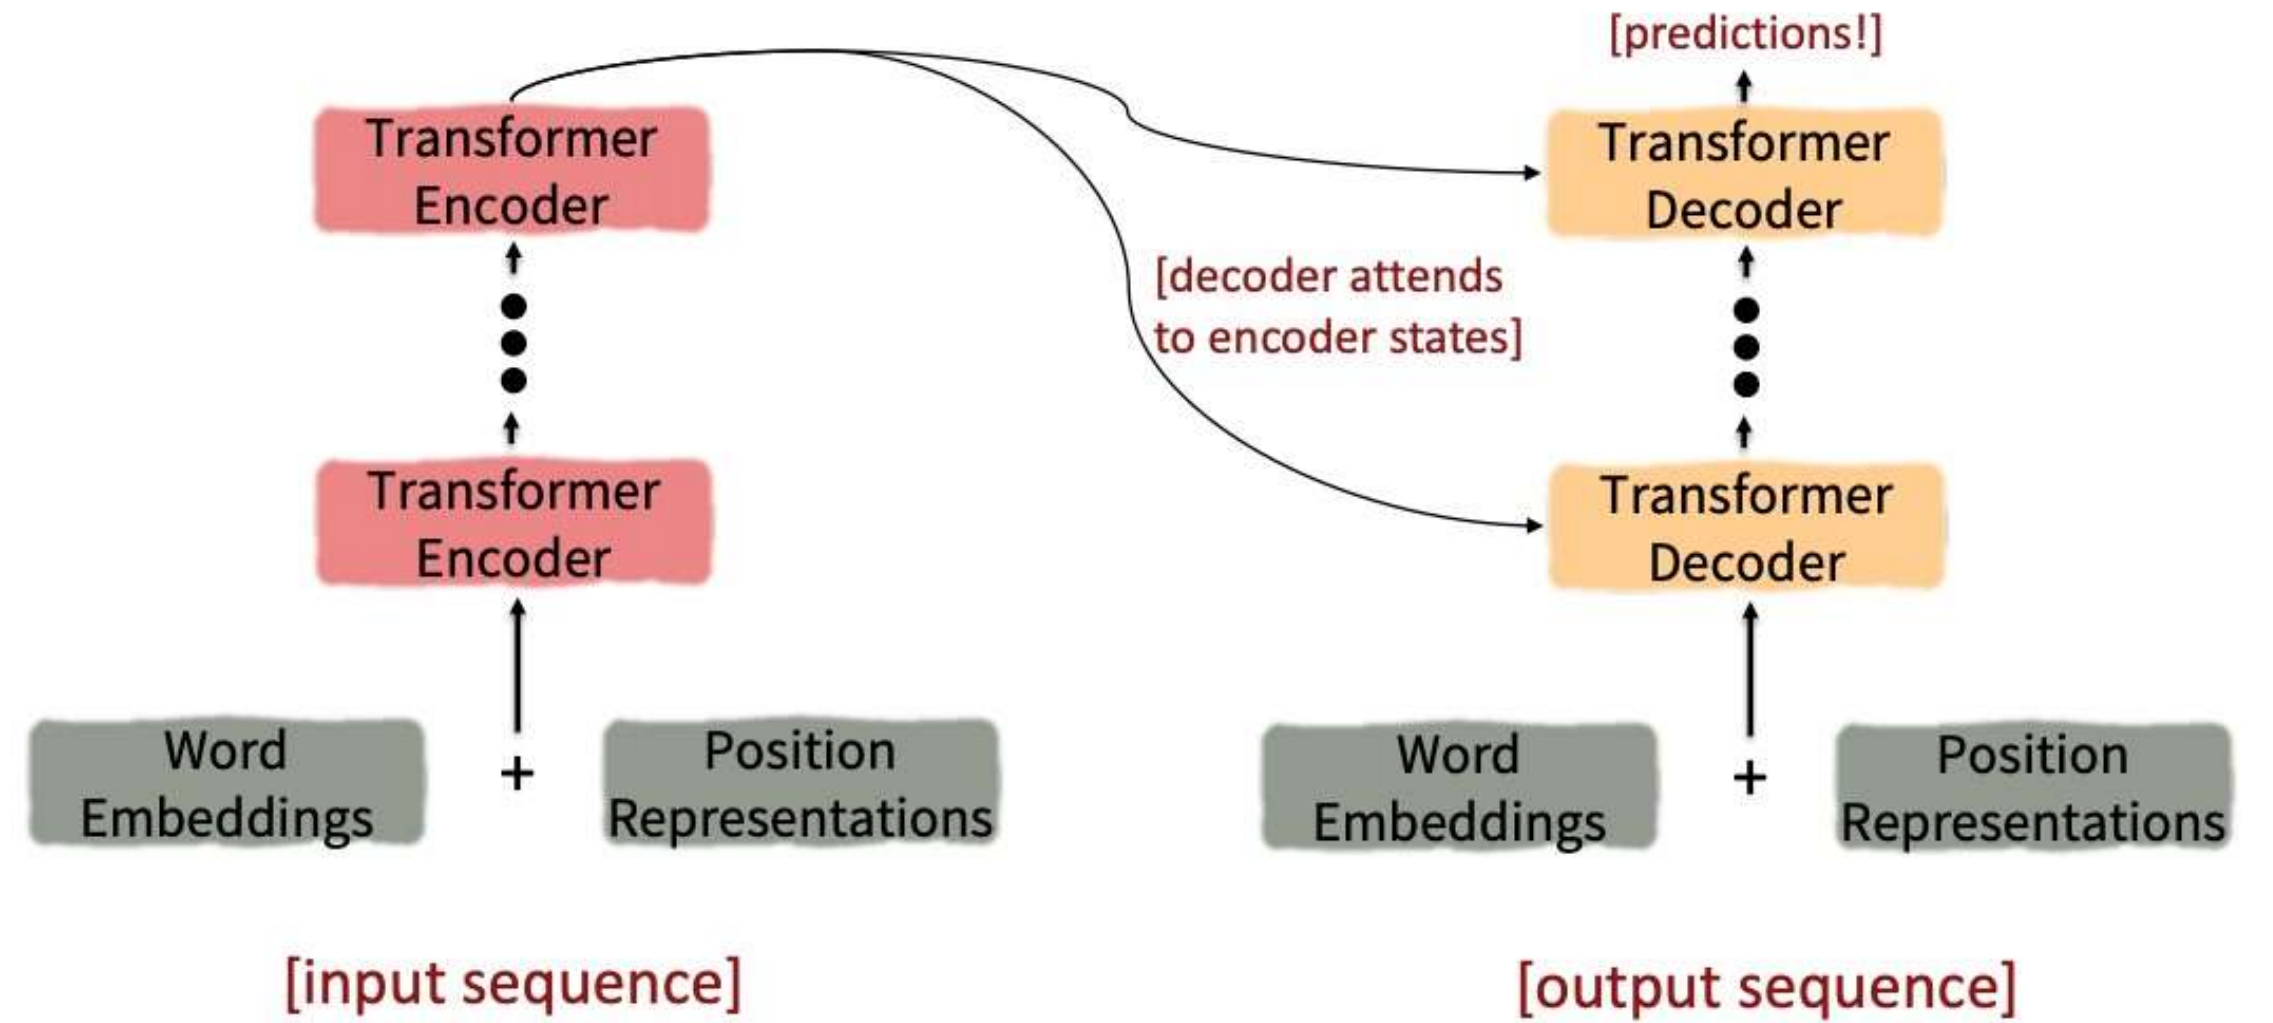 [predictions!]
Transformer
Encoder
Transformer
Decoder
[decoder attends
to encoder states]
Transformer
Encoder
Transformer
Decoder
Word
Embeddings
+
Position
Representations
Word
Embeddings
+
Position
Representations
[input sequence]
[output sequence]